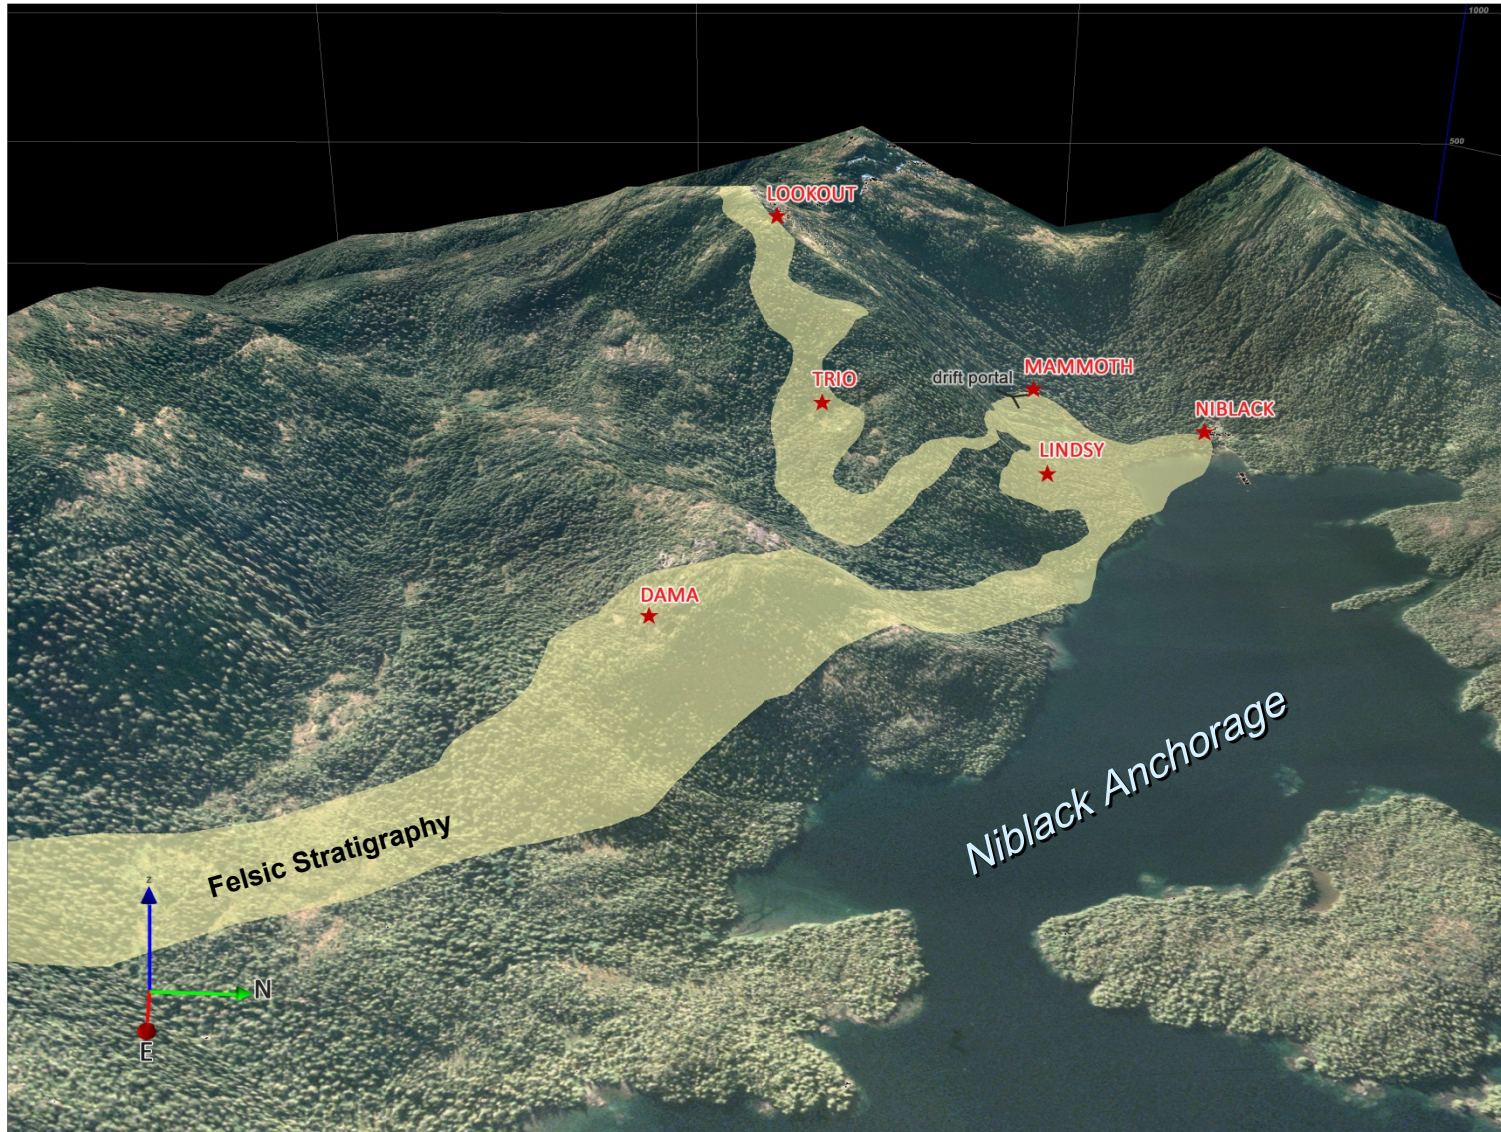 1000
500
LOOKOUT
MAMMOTH
drift portal
TRIO
NIBLACK
LINDSY
DAMA
Niblack Anchorage
Felsic Stratigraphy
z
N
E